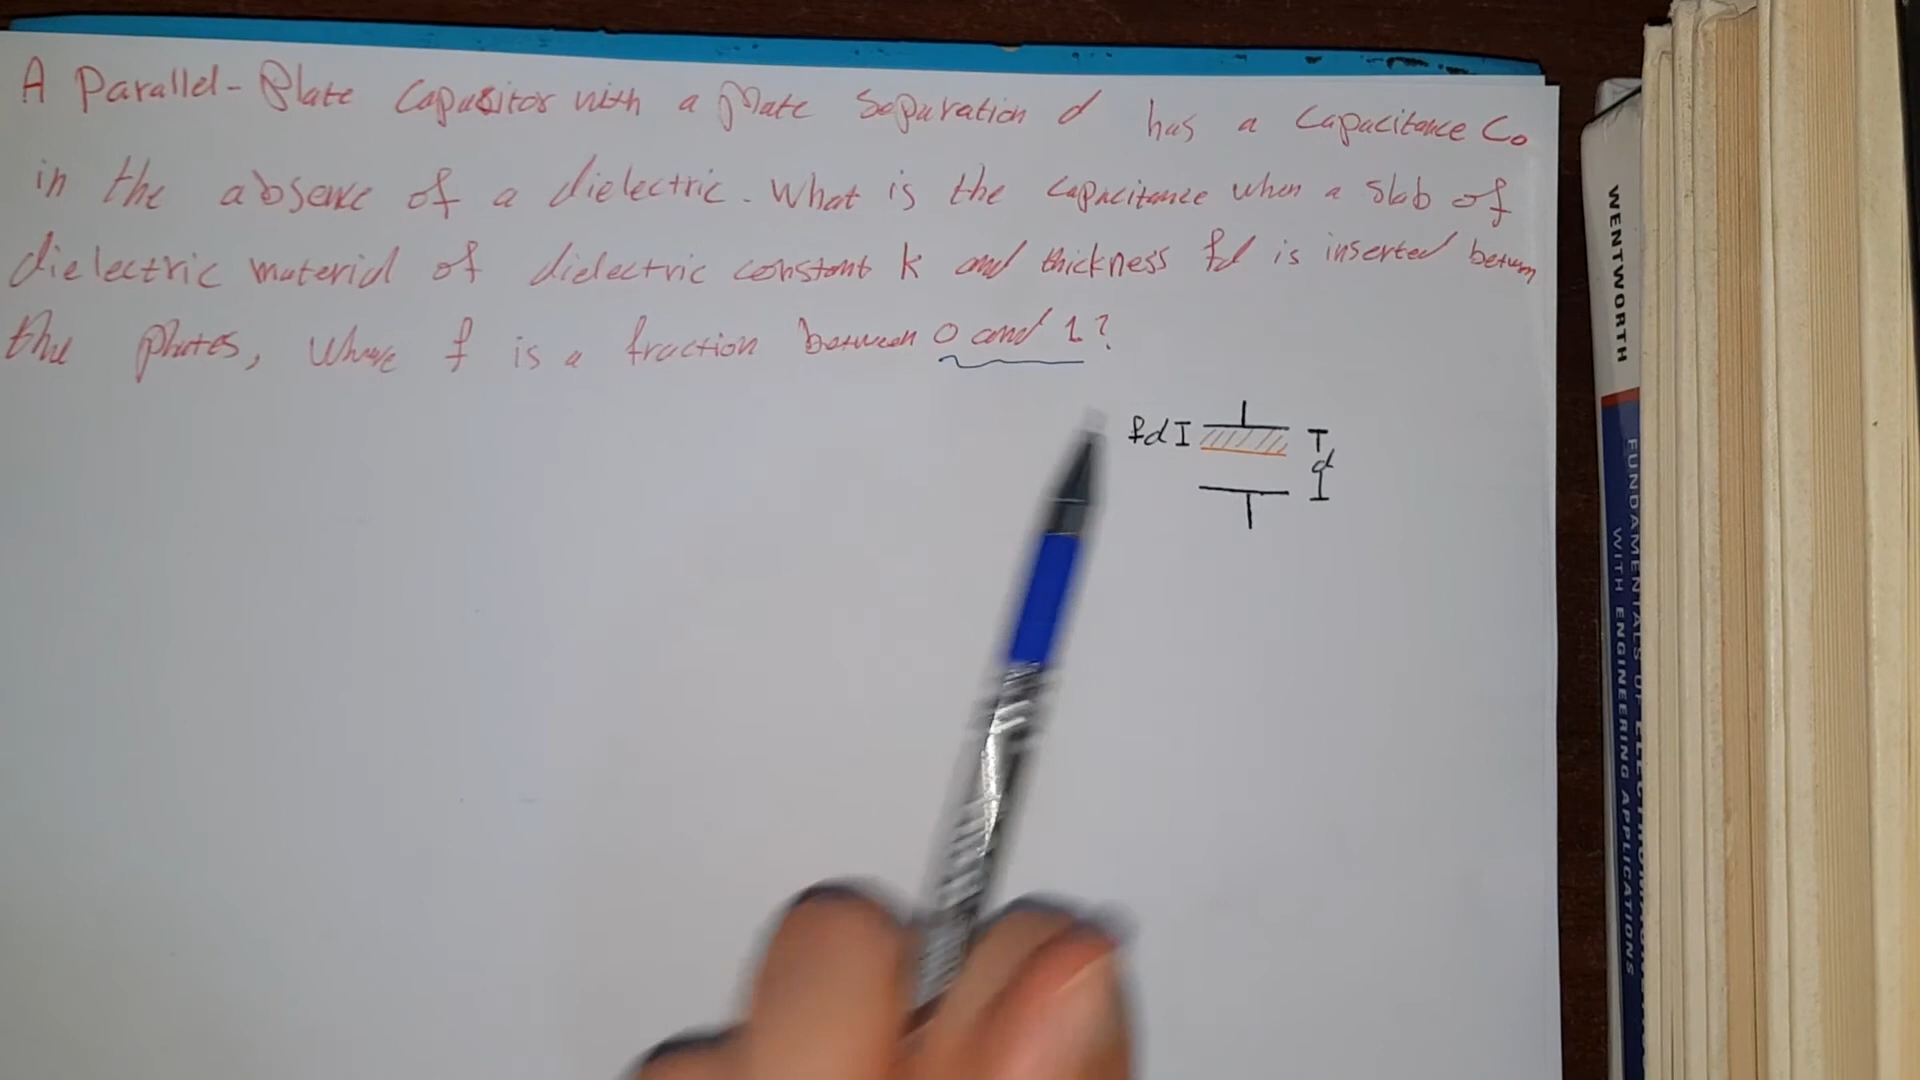 A Parallel-Plate Capasitor with a Plate Separation d has a Capacitance Co
in the absence of a dielectric. What is the capacitance when a slab of
dielectric material of dielectric constant k and thickness fd is inserted between
the plates, Where f is a fraction between 0 and 1?
fd
d
WENTWORTH
FUNDAMENTALS OF
WITH ENGINEERING APPLICATIONS